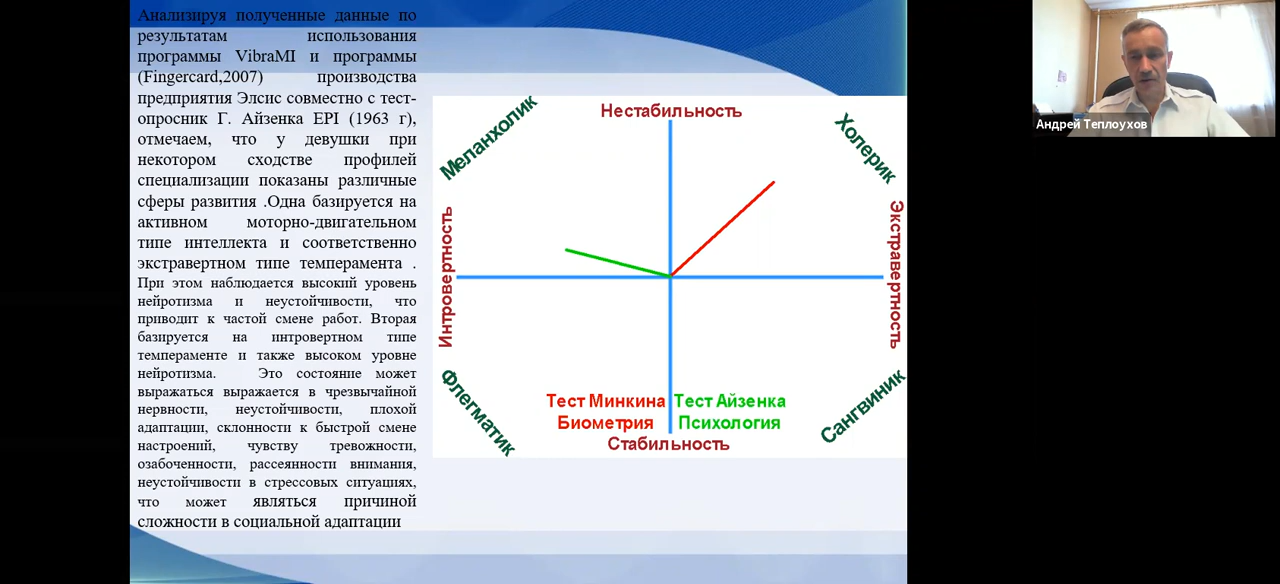 Анализируя полученные данные по
результатам использования
программы VibraMI и программы
(Fingercard,2007) производства
предприятия Элсис совместно с тест-
опросник Г. Айзенка EPI (1963 г),
отмечаем, что у девушки при
некотором сходстве профилей
специализации показаны различные
сферы развития .Одна базируется на
активном моторно-двигательном
типе интеллекта и соответственно
экстравертном типе темперамента .
При этом наблюдается высокий уровень
нейротизма и неустойчивости, что
приводит к частой смене работ. Вторая
базируется на интровертном типе
темпераменте и также высоком уровне
нейротизма. Это состояние может
выражаться выражается в чрезвычайной
нервности, неустойчивости, плохой
адаптации, склонности к быстрой смене
настроений, чувству тревожности,
озабоченности, рассеянности внимания,
неустойчивости в стрессовых ситуациях,
что может являться причиной
сложности в социальной адаптации
Меланхолик
Нестабильность
Холерик
Интровертность
Экстравертность
Флегматик
Тест Минкина
Биометрия
Тест Айзенка
Психология
Стабильность
Сангвиник
Андрей Теплоухов